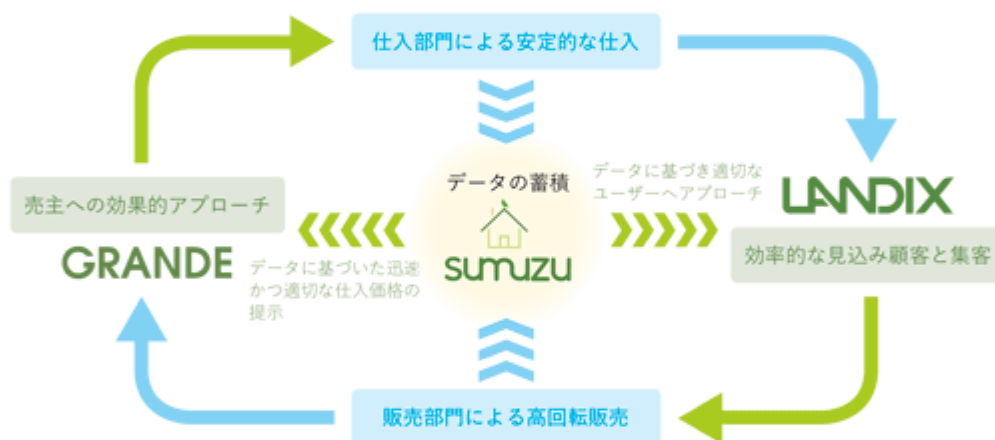 仕入部門による安定的な仕入
データの蓄積
sumuzu
データに基づき適切な
ユーザーへアプローチ
LANDIX
効率的な見込み顧客と集客
売主への効果的アプローチ
GRANDE
データに基づいた迅速
かつ適切な仕入価格の
提示
販売部門による高回転販売